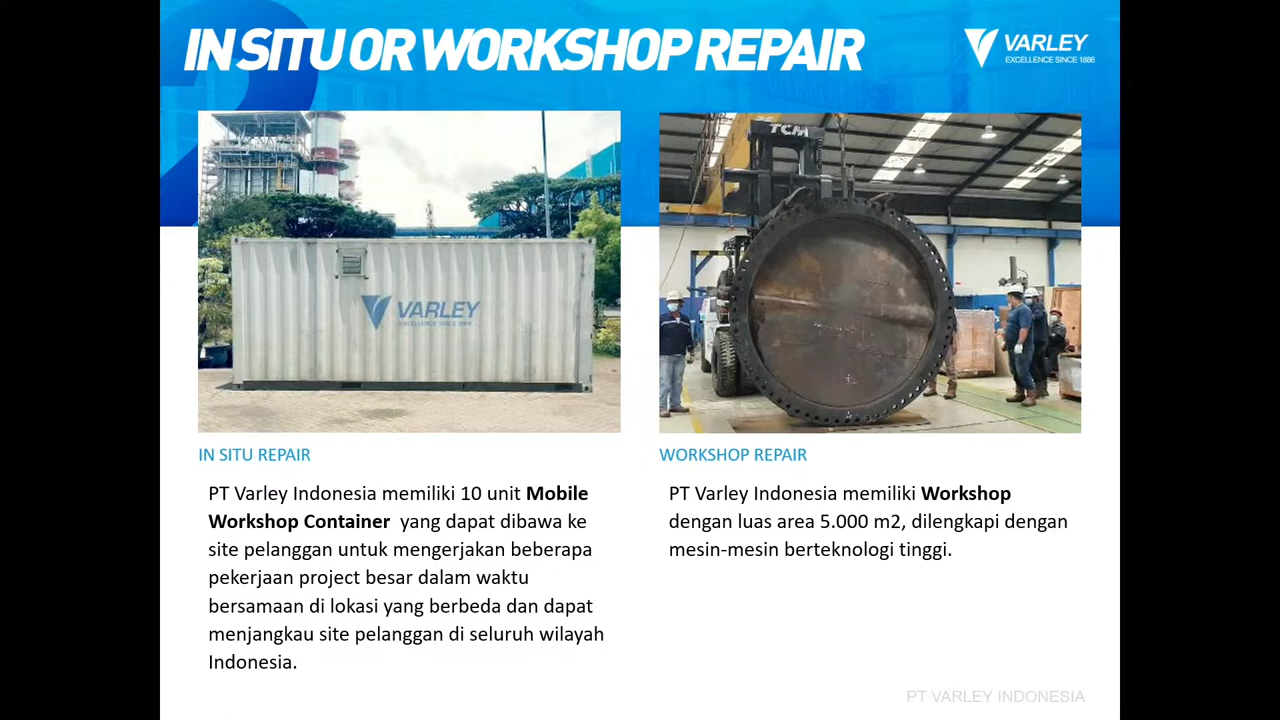 IN SITU OR WORKSHOP REPAIR
VARLEY
EXCELLENCE SINCE 1886
TCM
VARLEY
EXCELLENCE SINCE 1886
IN SITU REPAIR
PT Varley Indonesia memiliki 10 unit Mobile
Workshop Container yang dapat dibawa ke
site pelanggan untuk mengerjakan beberapa
pekerjaan project besar dalam waktu
bersamaan di lokasi yang berbeda dan dapat
menjangkau site pelanggan di seluruh wilayah
Indonesia.
WORKSHOP REPAIR
PT Varley Indonesia memiliki Workshop
dengan luas area 5.000 m2, dilengkapi dengan
mesin-mesin berteknologi tinggi.
PT VARLEY INDONESIA